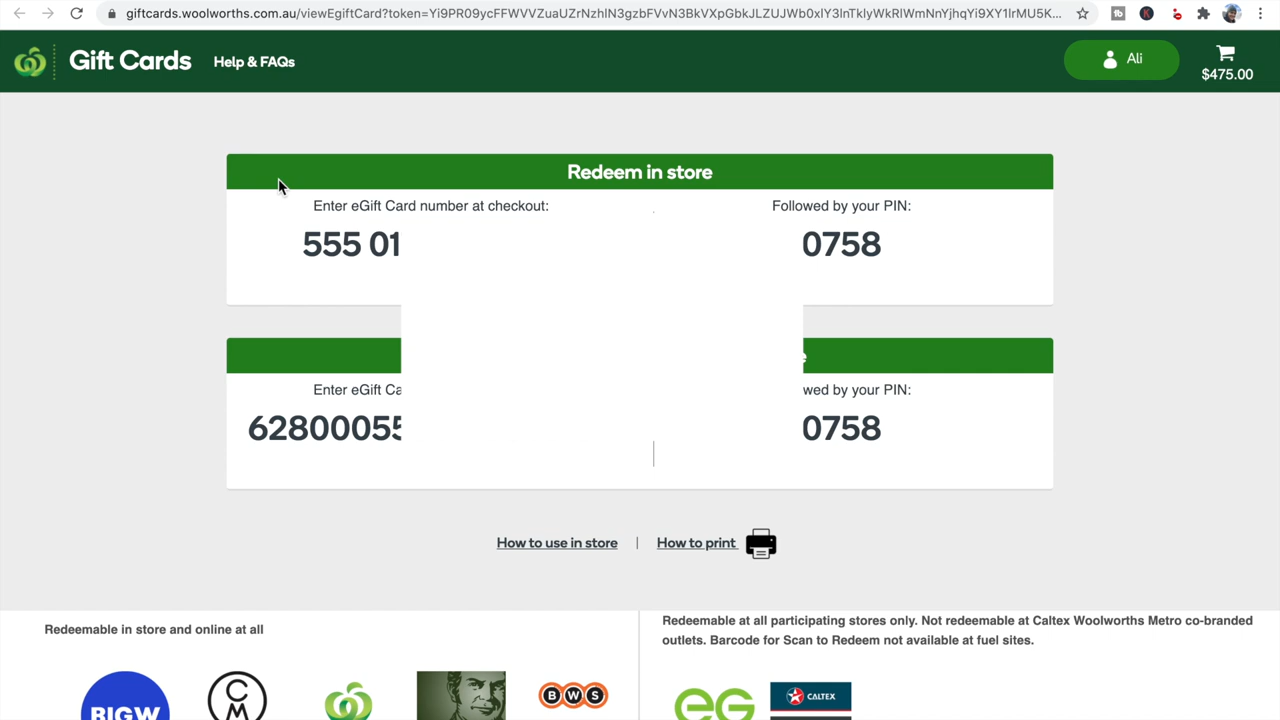 giftcards.woolworths.com.au/viewEgiftCard?token=Yi9PR09ycFFWVVZuaUZrNzhIN3gzbFVvN3BkVXpGbkJLZUJWb0xlY3lnTklyWkRlWmNnYjhqYi9XY1lrMU5K...
Gift Cards
Help & FAQs
Ali
$475.00
Redeem in store
Enter eGift Card number at checkout:
Followed by your PIN:
555 01
0758
e
Enter eGift Ca
wed by your PIN:
62800055
0758
How to use in store | How to print
Redeemable in store and online at all
Redeemable at all participating stores only. Not redeemable at Caltex Woolworths Metro co-branded
outlets. Barcode for Scan to Redeem not available at fuel sites.
BIGW
C
M
BWS
eg
CALTEX